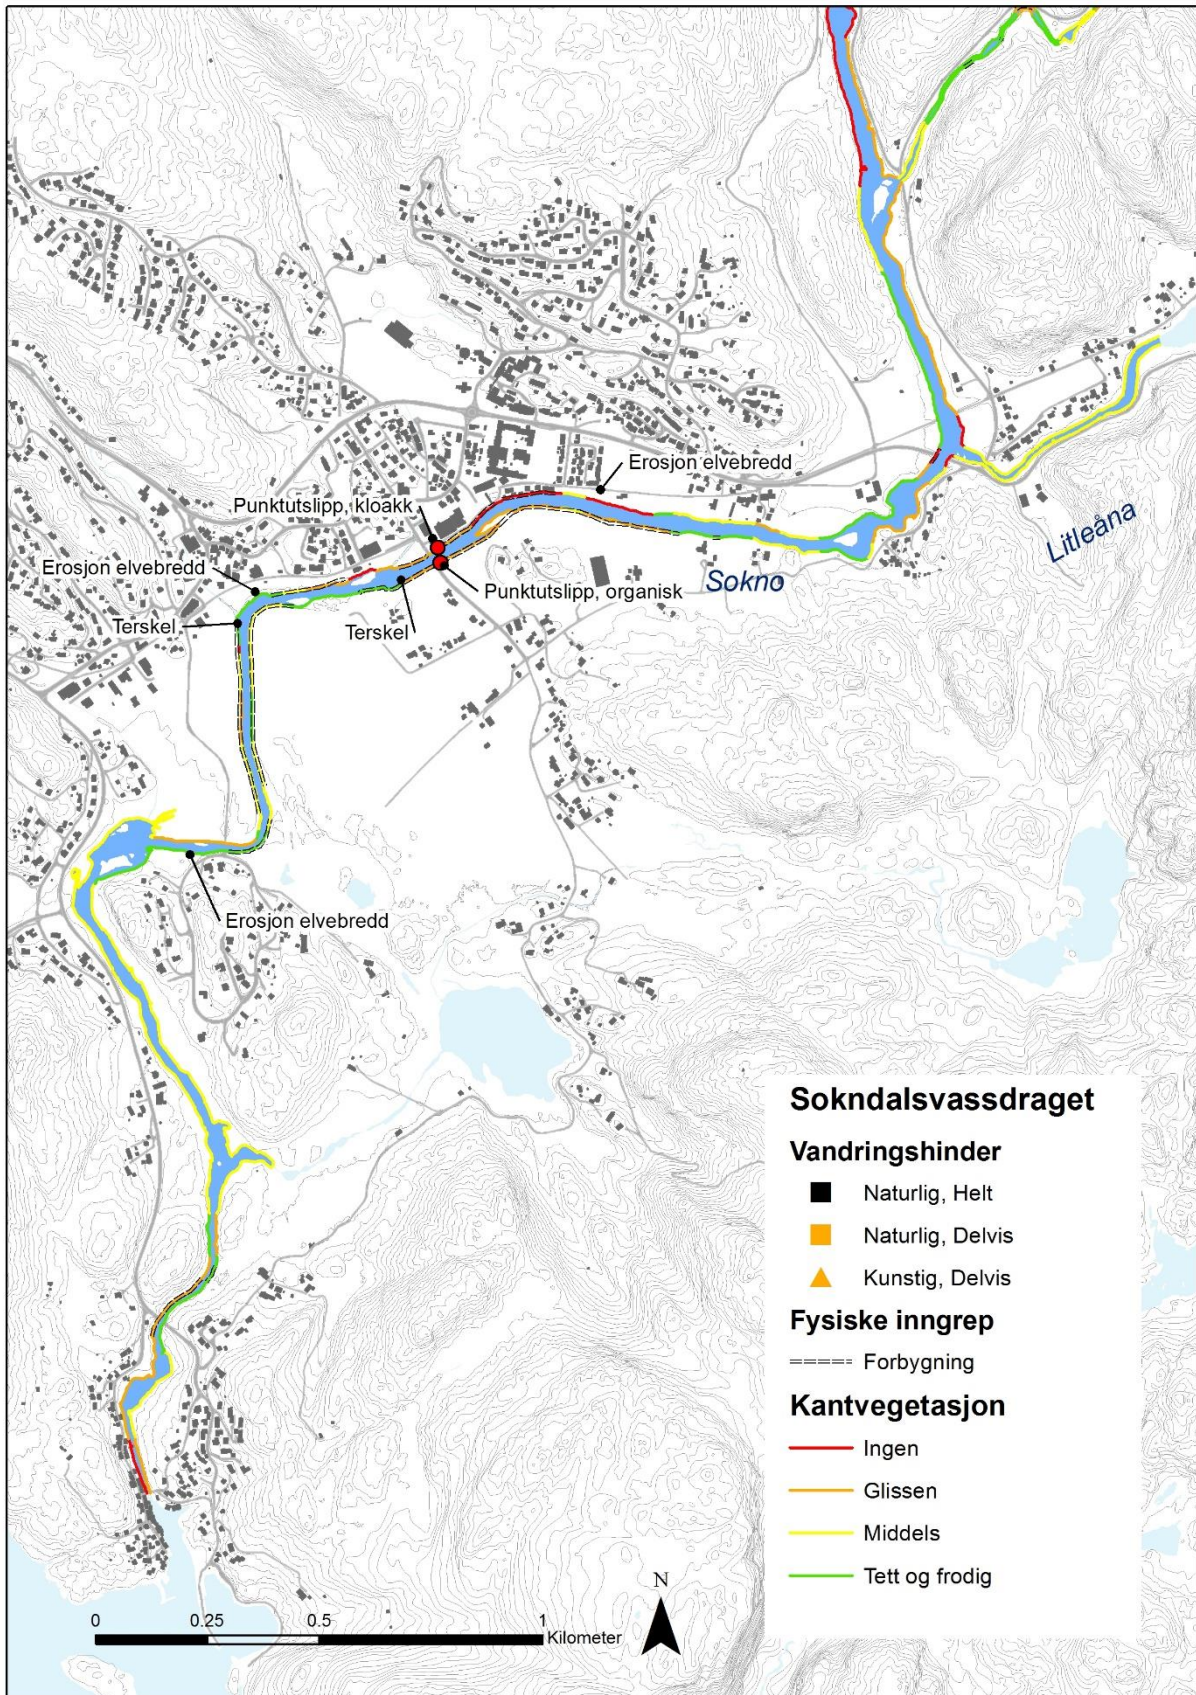 Erosjon elvebredd
Punktutslipp, kloakk
Litleåna
Erosjon elvebredd
Sokno
Punktutslipp, organisk
Terskel
Terskel
Erosjon elvebredd
Sokndalsvassdraget
Vandringshinder
Naturlig, Helt
Naturlig, Delvis
Kunstig, Delvis
Fysiske inngrep
Forbygning
Kantvegetasjon
Ingen
Glissen
Middels
Tett og frodig
N
0 0.25 0.5 1
Kilometer